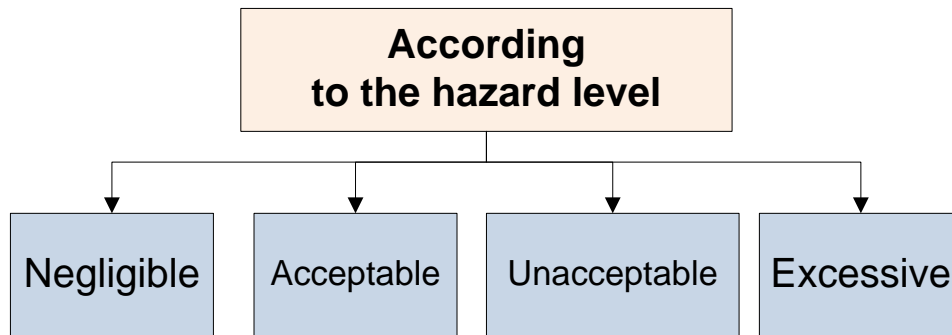 According
to the hazard level
Negligible
Acceptable
Unacceptable
Excessive